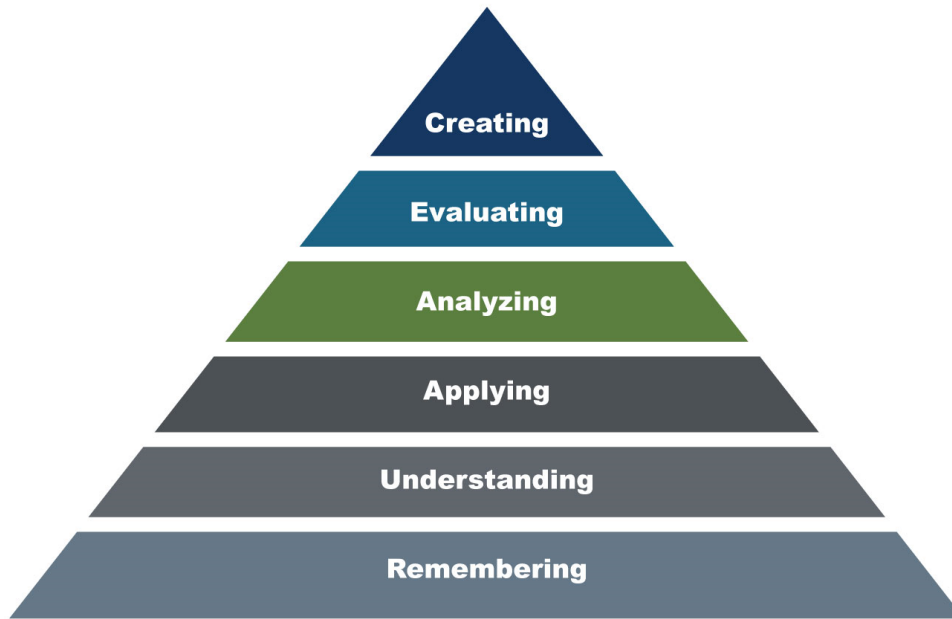 Creating
Evaluating
Analyzing
Applying
Understanding
Remembering